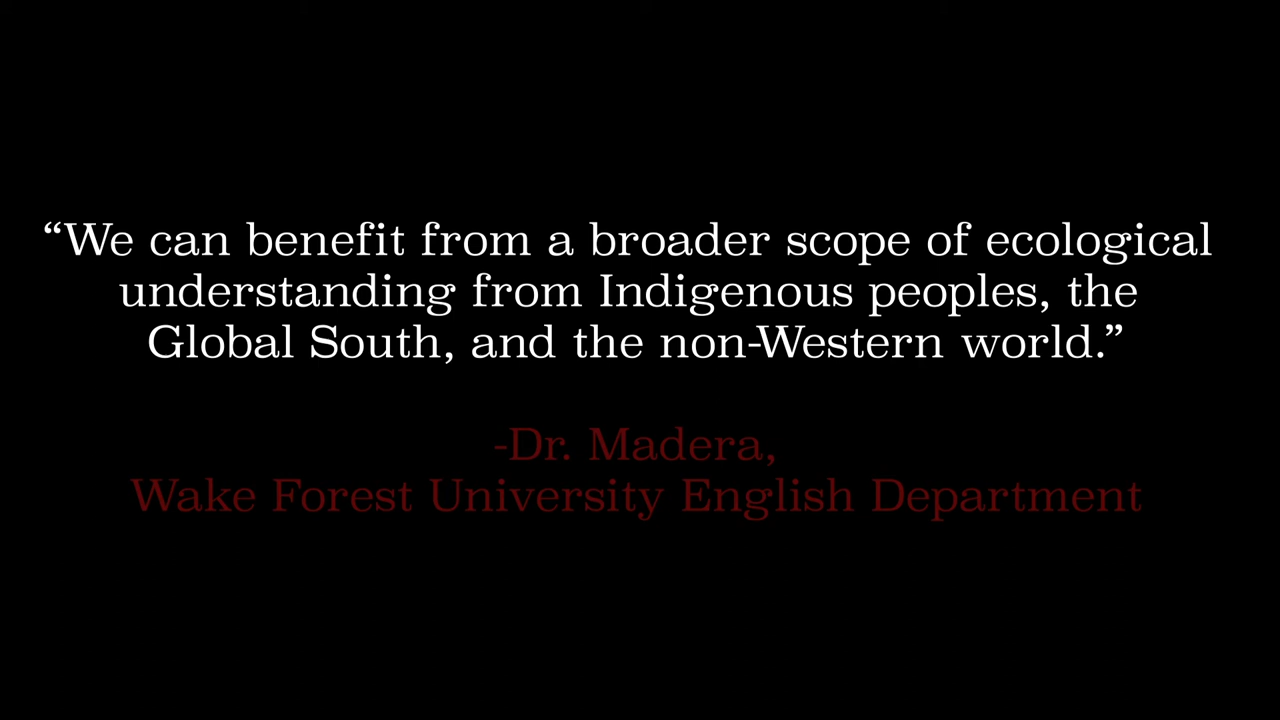 “We can benefit from a broader scope of ecological
understanding from Indigenous peoples, the
Global South, and the non-Western world.”
-Dr. Madera,
Wake Forest University English Department